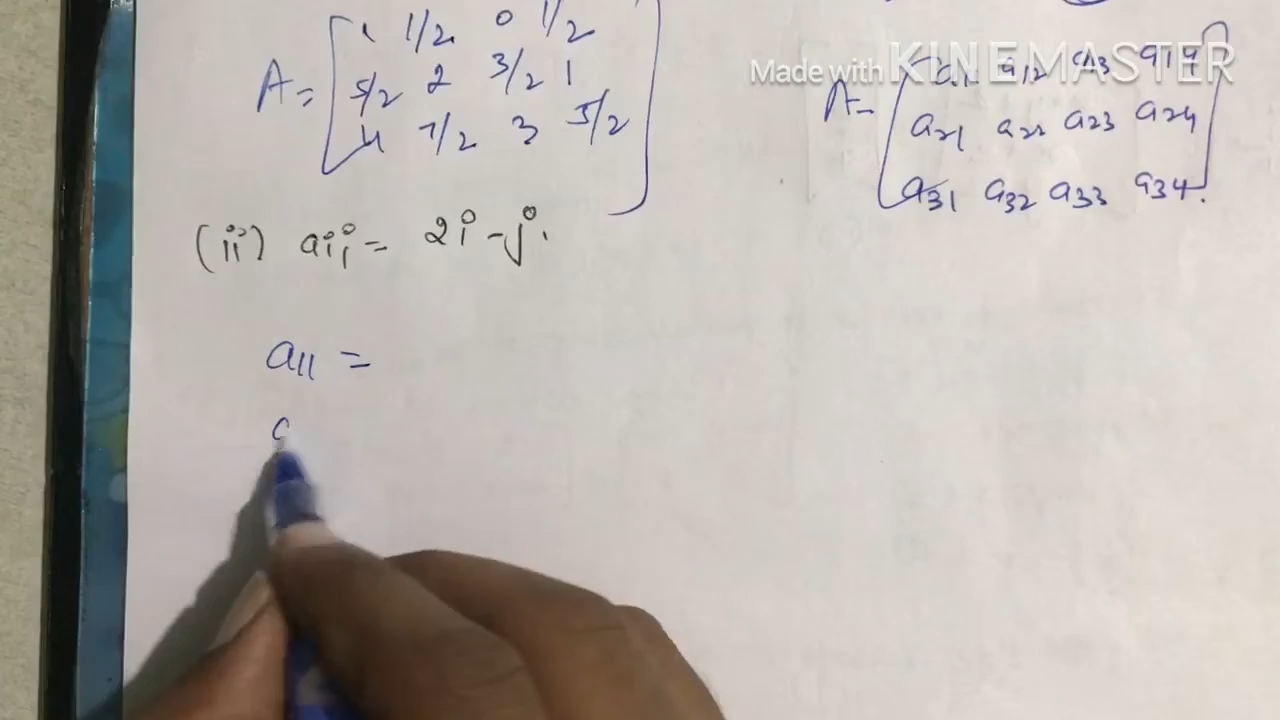 1 1/2 0 1/2
A = 5/2 2 3/2 1
4 7/2 3 5/2
Made with KINEMASTER
a11 a12 a13 a14
A = a21 a22 a23 a24
a31 a32 a33 a34.
(ii) aij = 2i - j.
a11 =
a